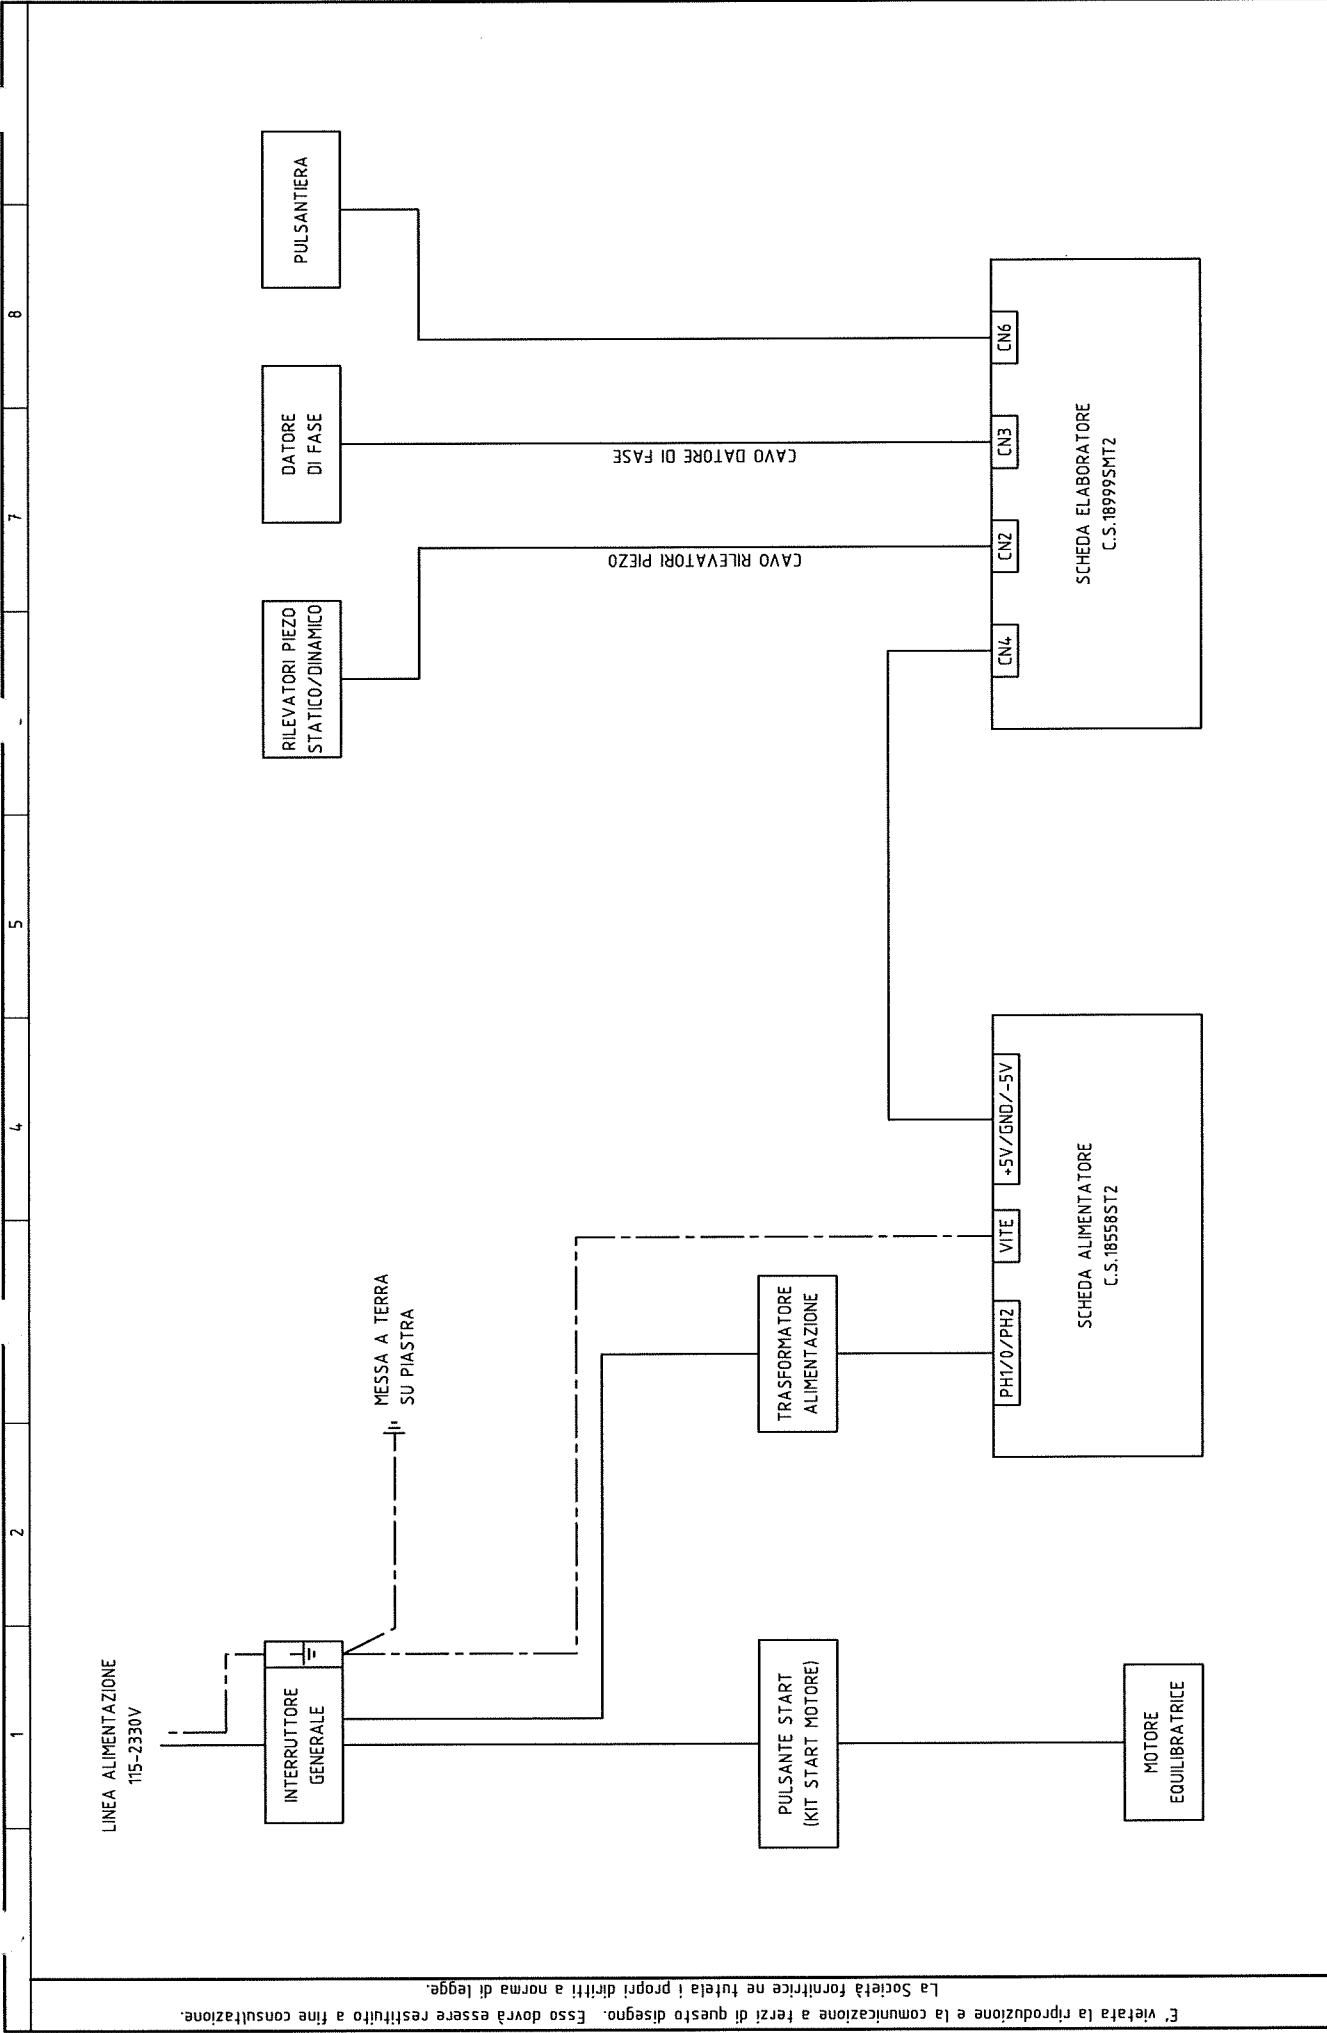 1
2
4
5
7
8
LINEA ALIMENTAZIONE
115-2330V
INTERRUTTORE
GENERALE
MESSA A TERRA
SU PIASTRA
RILEVATORI PIEZO
STATICO/DINAMICO
DATORE
DI FASE
PULSANTIERA
CAVO RILEVATORI PIEZO
CAVO DATORE DI FASE
PULSANTE START
(KIT START MOTORE)
TRASFORMATORE
ALIMENTAZIONE
PH1/0/PH2
VITE
+5V/GND/-5V
CN4
CN2
CN3
CN6
SCHEDA ALIMENTATORE
C.S.18558ST2
SCHEDA ELABORATORE
C.S.18999SMT2
MOTORE
EQUILIBRATRICE
E' vietata la riproduzione e la comunicazione a terzi di questo disegno. Esso dovrà essere restituito a fine consultazione.
La Società fornitrice ne tutela i propri diritti a norma di legge.